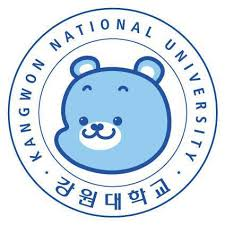 KANGWON NATIONAL UNIVERSITY
강원대학교